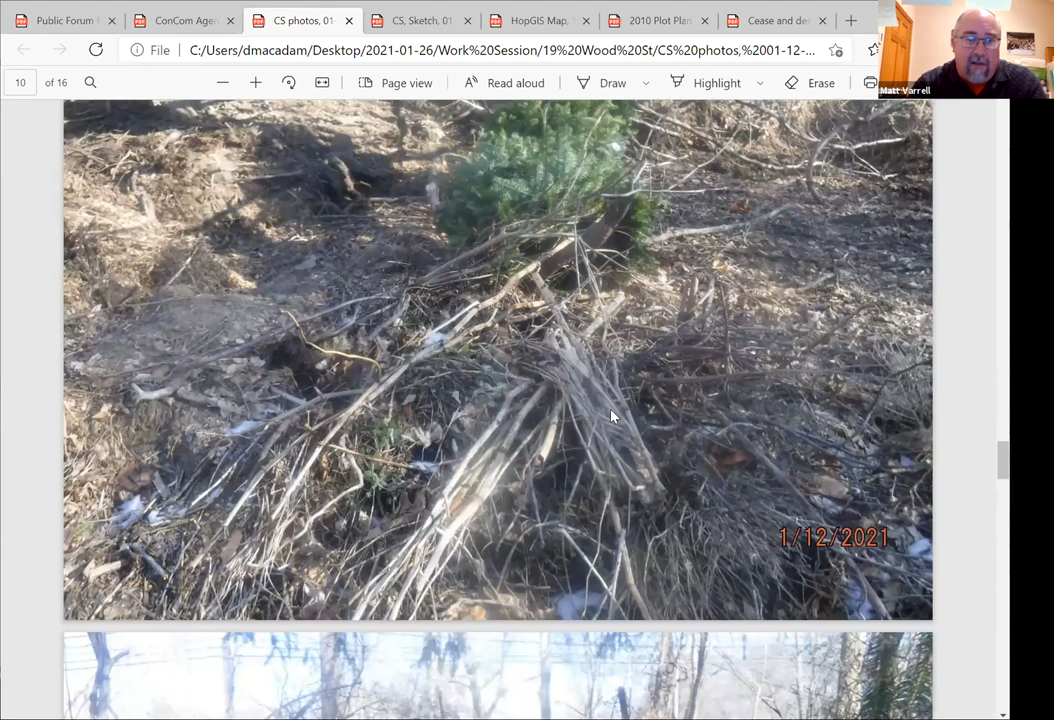 Public Forum
ConCom Agen
CS photos, 01-
CS, Sketch, 01-
HopGIS Map, 1
2010 Plot Plan
Cease and des
File
C:/Users/dmacadam/Desktop/2021-01-26/Work%20Session/19%20Wood%20St/CS%20photos,%2001-12-...
10 of 16
Page view
Read aloud
Draw
Highlight
Erase
Matt Varrell
1/12/2021